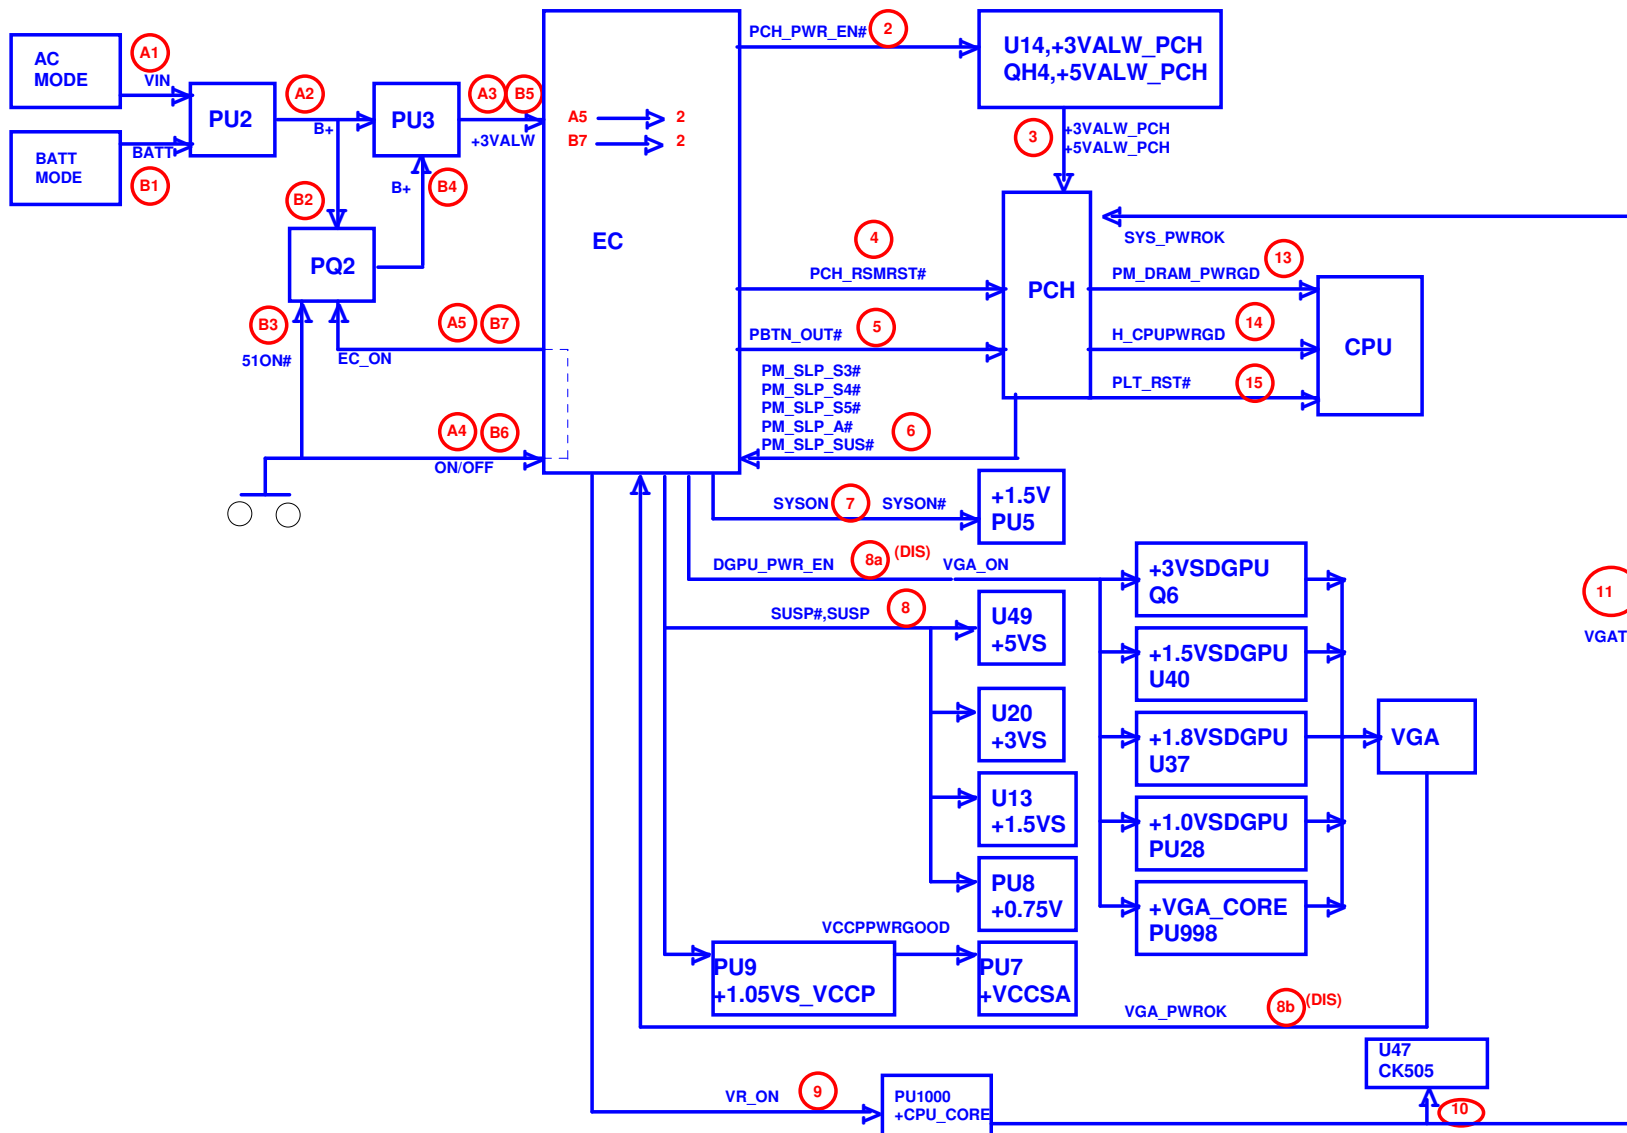 AC
MODE
A1
VIN
BATT
MODE
BATT
B1
PU2
A2
B+
PU3
A3
B5
+3VALW
B2
B+
B4
PQ2
B3
51ON#
A5
B7
EC_ON
A4
B6
ON/OFF
A5
2
B7
2
EC
PCH_PWR_EN#
2
U14,+3VALW_PCH
QH4,+5VALW_PCH
3
+3VALW_PCH
+5VALW_PCH
4
PCH_RSMRST#
PCH
SYS_PWROK
PM_DRAM_PWRGD
13
PBTN_OUT#
5
H_CPUPWRGD
14
CPU
PLT_RST#
15
PM_SLP_S3#
PM_SLP_S4#
PM_SLP_S5#
PM_SLP_A#
PM_SLP_SUS#
6
SYSON
7
SYSON#
+1.5V
PU5
DGPU_PWR_EN
8a
(DIS)
VGA_ON
+3VSDGPU
Q6
11
VGAT
SUSP#,SUSP
8
U49
+5VS
+1.5VSDGPU
U40
U20
+3VS
+1.8VSDGPU
U37
VGA
U13
+1.5VS
+1.0VSDGPU
PU28
PU8
+0.75V
+VGA_CORE
PU998
VCCPPWRGOOD
PU9
+1.05VS_VCCP
PU7
+VCCSA
VGA_PWROK
8b
(DIS)
U47
CK505
VR_ON
9
PU1000
+CPU_CORE
10